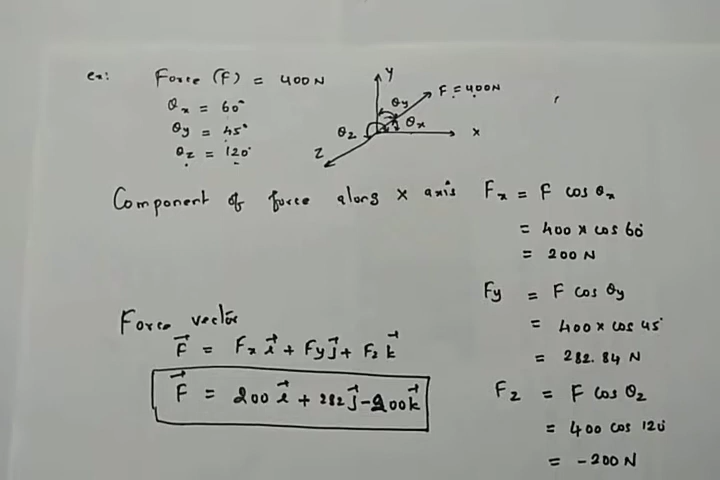 ex: Force (F) = 400N
θx = 60°
θy = 45°
θz = 120°
Y
F = 400N
θy
θx
θz
x
Z
Component of force along x axis Fx = F cos θx
= 400 x cos 60°
= 200 N
Fy = F cos θy
= 400 x cos 45°
= 282.84 N
Fz = F cos θz
= 400 cos 120
= -200 N
Force vector
F⃗ = Fx i⃗ + Fy j⃗ + Fz k⃗
F⃗ = 200 i⃗ + 282 j⃗ - 200 k⃗